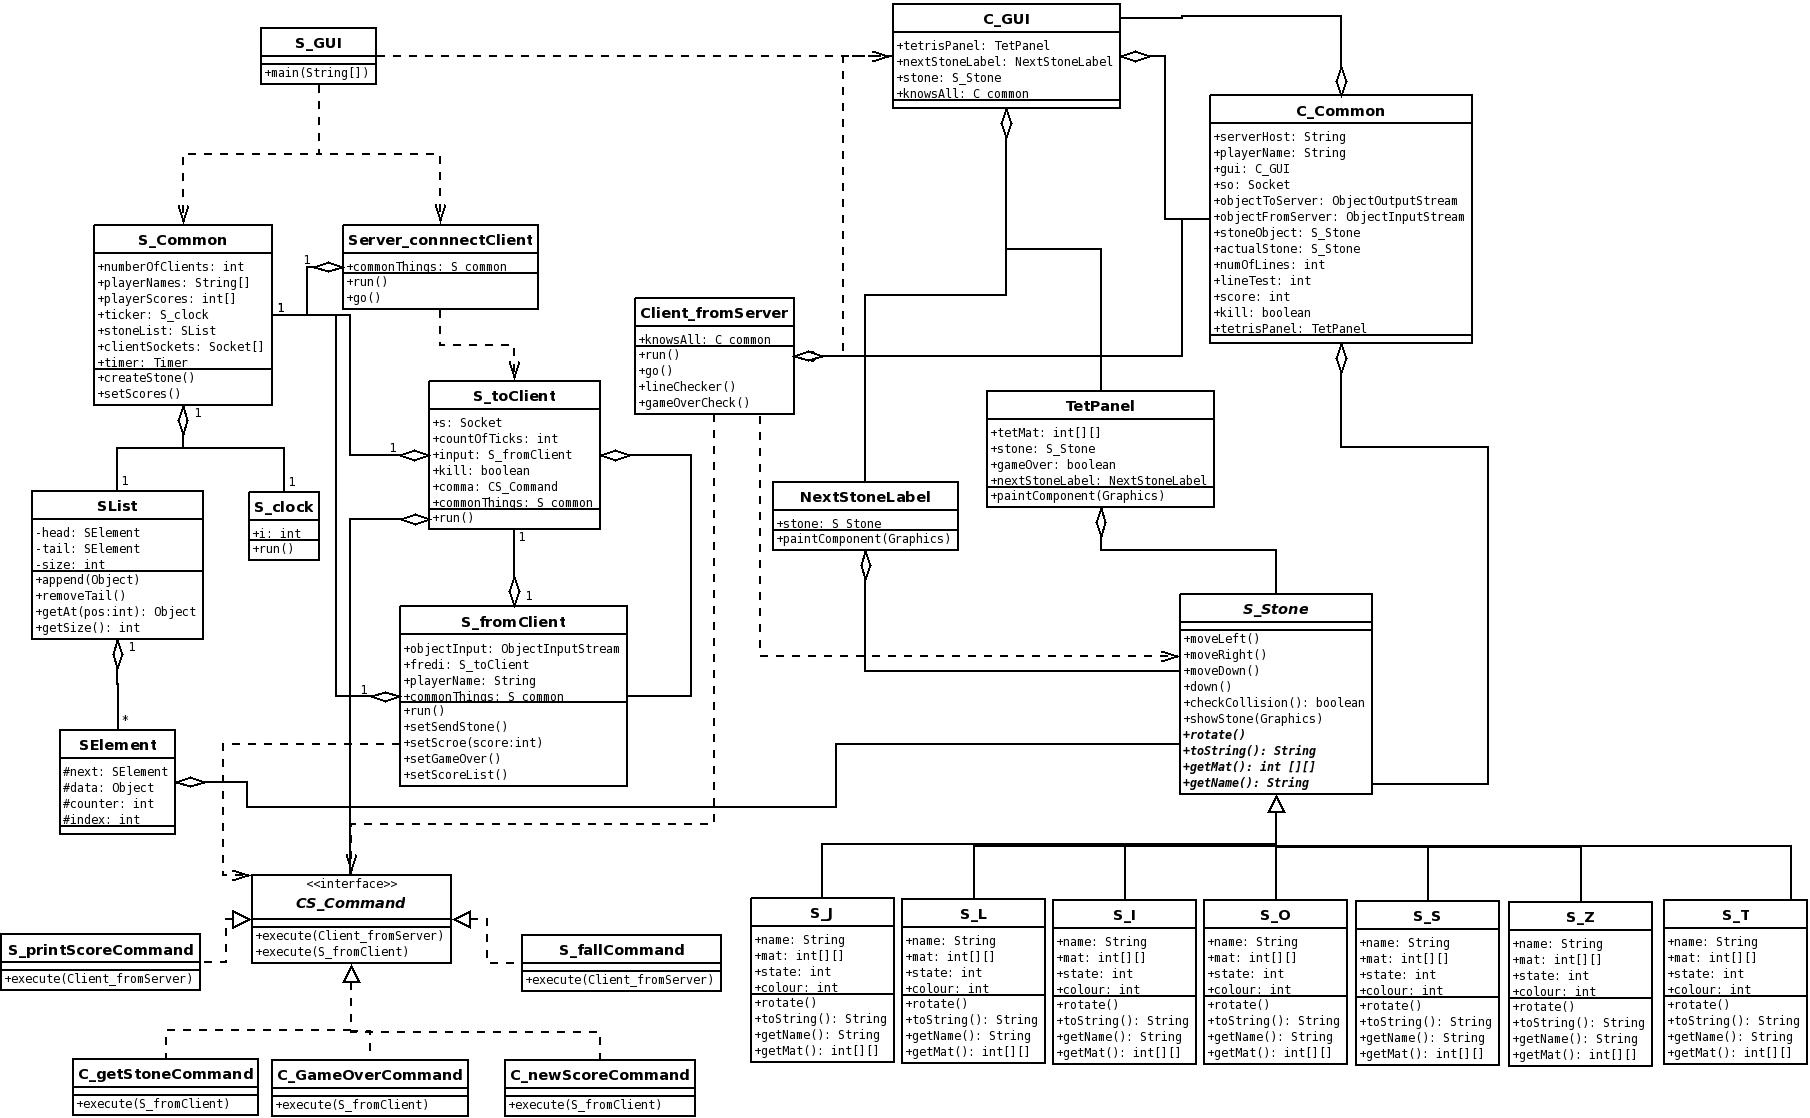 S_GUI
+main(String[])
C_GUI
+tetrisPanel: TetPanel
+nextStoneLabel: NextStoneLabel
+stone: S_Stone
+knowsAll: C_common
C_Common
+serverHost: String
+playerName: String
+gui: C_GUI
+so: Socket
+objectToServer: ObjectOutputStream
+objectFromServer: ObjectInputStream
+stoneObject: S_Stone
+actualStone: S_Stone
+numOfLines: int
+lineTest: int
+score: int
+kill: boolean
+tetrisPanel: TetPanel
S_Common
+numberOfClients: int
+playerNames: String[]
+playerScores: int[]
+ticker: S_clock
+stoneList: SList
+clientSockets: Socket[]
+timer: Timer
+createStone()
+setScores()
1
1
Server_connnectClient
+commonThings: S_common
+run()
+go()
1
Client_fromServer
+knowsAll: C_common
+run()
+go()
+lineChecker()
+gameOverCheck()
S_toClient
+s: Socket
+countOfTicks: int
+input: S_fromClient
+kill: boolean
+comma: CS_Command
+commonThings: S_common
+run()
1
1
TetPanel
+tetMat: int[][]
+stone: S_Stone
+gameOver: boolean
+nextStoneLabel: NextStoneLabel
+paintComponent(Graphics)
NextStoneLabel
+stone: S_Stone
+paintComponent(Graphics)
1
SList
-head: SElement
-tail: SElement
-size: int
+append(Object)
+removeTail()
+getAt(pos:int): Object
+getSize(): int
1
1
S_clock
+i: int
+run()
S_fromClient
+objectInput: ObjectInputStream
+fredi: S_toClient
+playerName: String
+commonThings: S_common
+run()
+setSendStone()
+setScroe(score:int)
+setGameOver()
+setScoreList()
1
1
S_Stone
+moveLeft()
+moveRight()
+moveDown()
+down()
+checkCollision(): boolean
+showStone(Graphics)
+rotate()
+toString(): String
+getMat(): int [][]
+getName(): String
*
SElement
#next: SElement
#data: Object
#counter: int
#index: int
<<interface>>
CS_Command
+execute(Client_fromServer)
+execute(S_fromClient)
S_printScoreCommand
+execute(Client_fromServer)
S_fallCommand
+execute(Client_fromServer)
C_getStoneCommand
+execute(S_fromClient)
C_GameOverCommand
+execute(S_fromClient)
C_newScoreCommand
+execute(S_fromClient)
S_J
+name: String
+mat: int[][]
+state: int
+colour: int
+rotate()
+toString(): String
+getName(): String
+getMat(): int[][]
S_L
+name: String
+mat: int[][]
+state: int
+colour: int
+rotate()
+toString(): String
+getName(): String
+getMat(): int[][]
S_I
+name: String
+mat: int[][]
+state: int
+colour: int
+rotate()
+toString(): String
+getName(): String
+getMat(): int[][]
S_O
+name: String
+mat: int[][]
+state: int
+colour: int
+rotate()
+toString(): String
+getName(): String
+getMat(): int[][]
S_S
+name: String
+mat: int[][]
+state: int
+colour: int
+rotate()
+toString(): String
+getName(): String
+getMat(): int[][]
S_Z
+name: String
+mat: int[][]
+state: int
+colour: int
+rotate()
+toString(): String
+getName(): String
+getMat(): int[][]
S_T
+name: String
+mat: int[][]
+state: int
+colour: int
+rotate()
+toString(): String
+getName(): String
+getMat(): int[][]